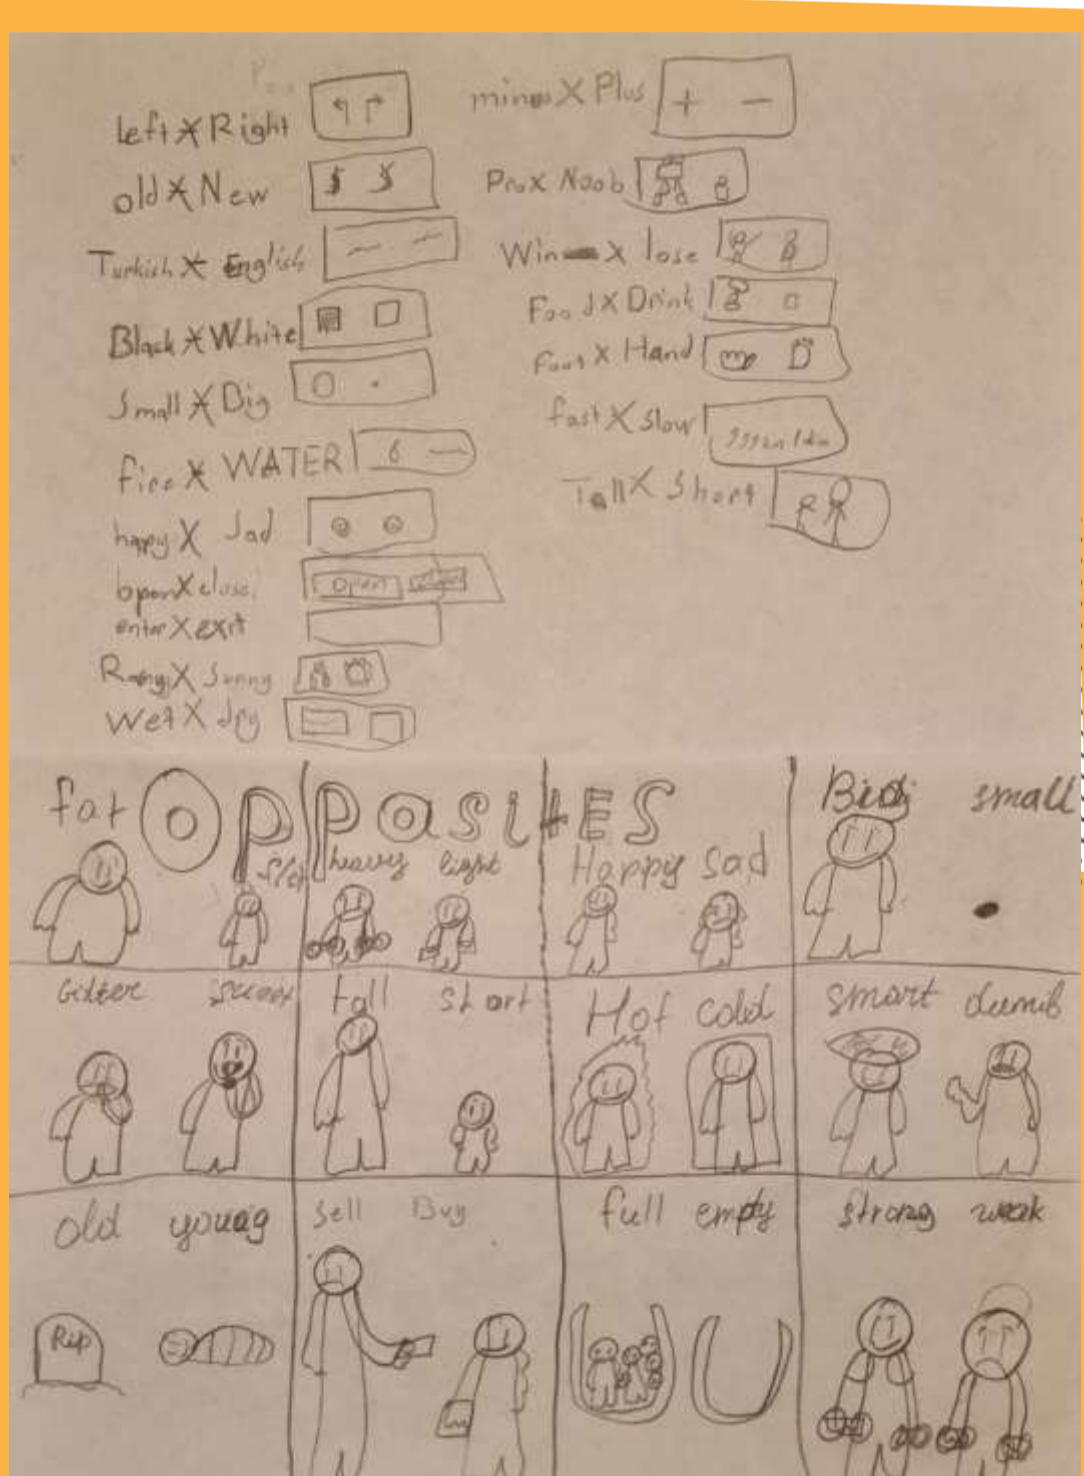 left X Right
old X New
Turkish X English
Black X White
Small X Big
fire X WATER
happy X Sad
open X close
open
enter X exit
Rainy X Sunny
Wet X dry
minus X Plus
+ −
Pro X Noob
Win X lose
Food X Drink
Foot X Hand
fast X slow
Tall X Short
OppositES
fat
heavy light
Happy Sad
Big small
tall short
Hot cold
smart dumb
old young
sell Buy
full empty
strong weak
Rip